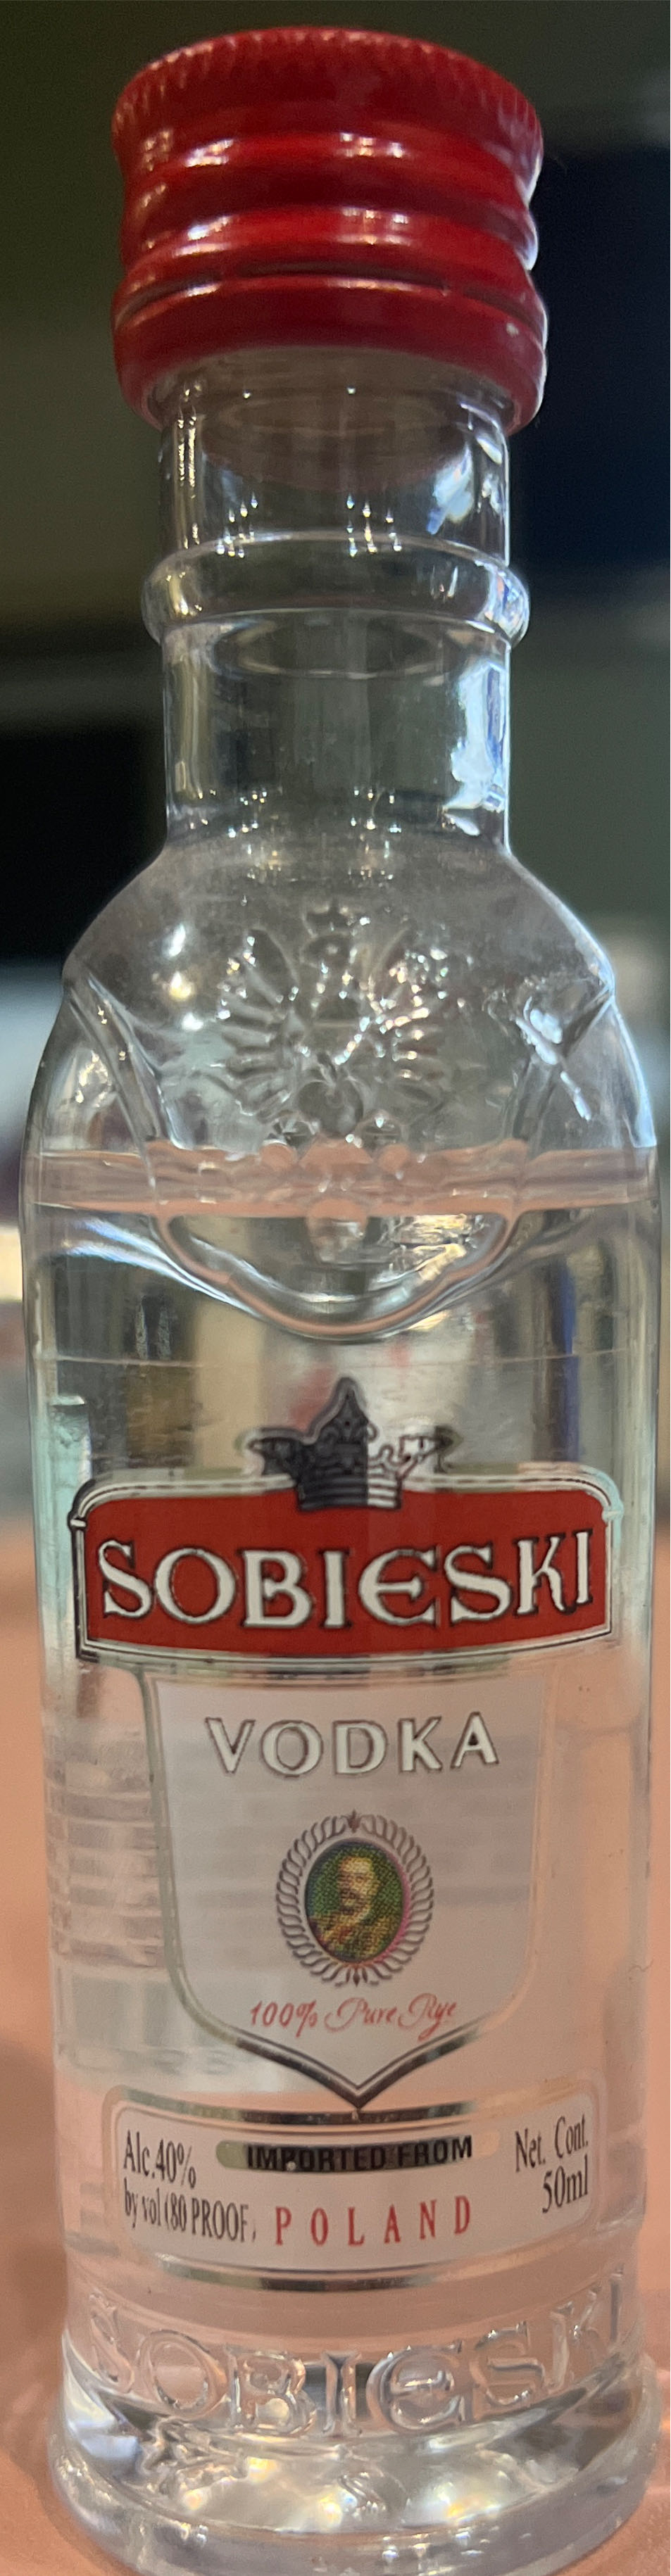 SOBIESKI
VODKA
100% Pure Rye
Alc.40%
by vol (80 PROOF)
IMPORTED FROM
POLAND
Net. Cont.
50ml
SOBIESKI